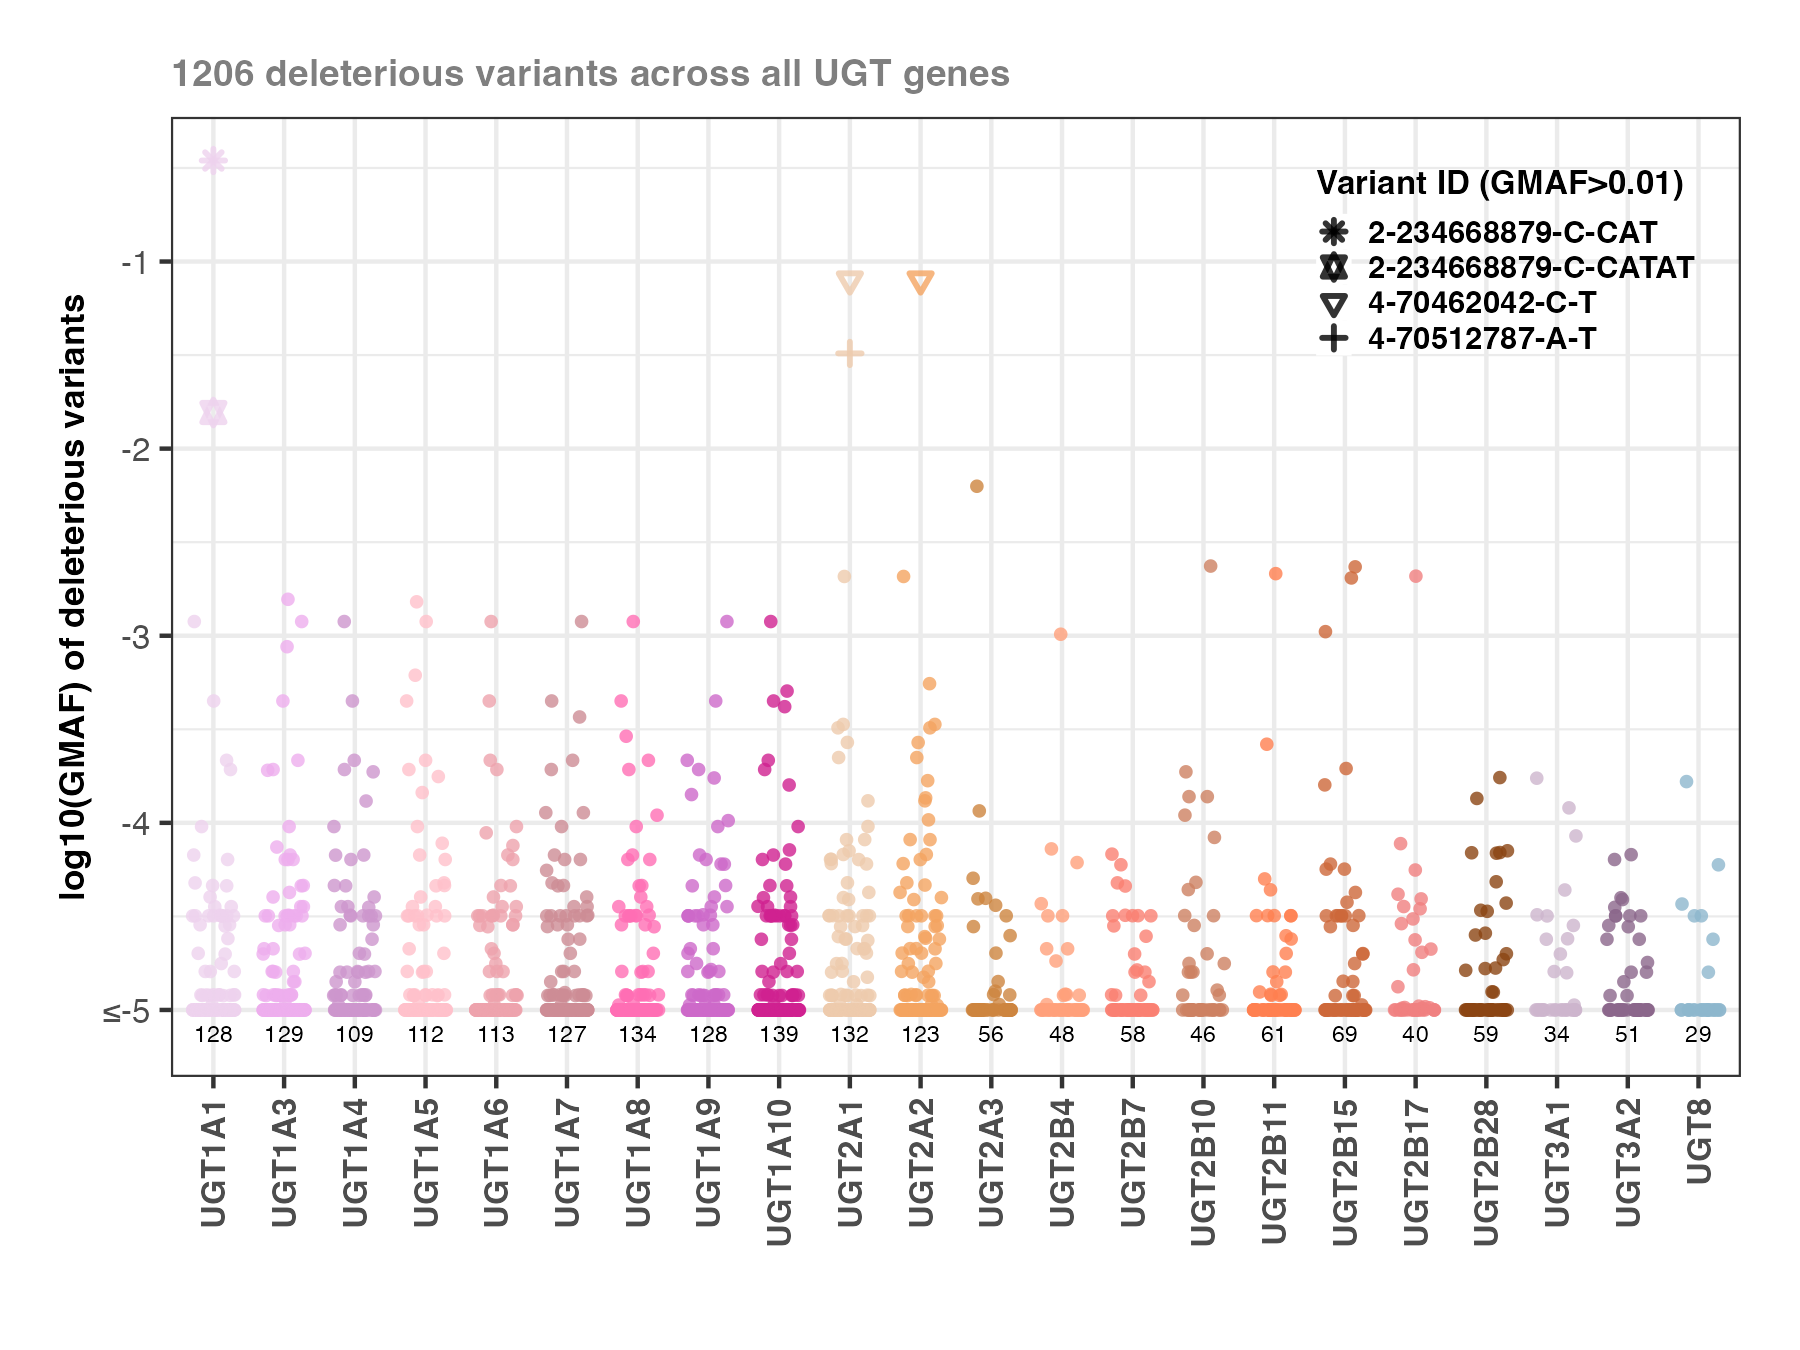 1206 deleterious variants across all UGT genes
log10(GMAF) of deleterious variants
-1
-2
-3
-4
≤-5
Variant ID (GMAF>0.01)
2-234668879-C-CAT
2-234668879-C-CATAT
4-70462042-C-T
4-70512787-A-T
128 129 109 112 113 127 134 128 139 132 123 56 48 58 46 61 69 40 59 34 51 29
UGT1A1
UGT1A3
UGT1A4
UGT1A5
UGT1A6
UGT1A7
UGT1A8
UGT1A9
UGT1A10
UGT2A1
UGT2A2
UGT2A3
UGT2B4
UGT2B7
UGT2B10
UGT2B11
UGT2B15
UGT2B17
UGT2B28
UGT3A1
UGT3A2
UGT8